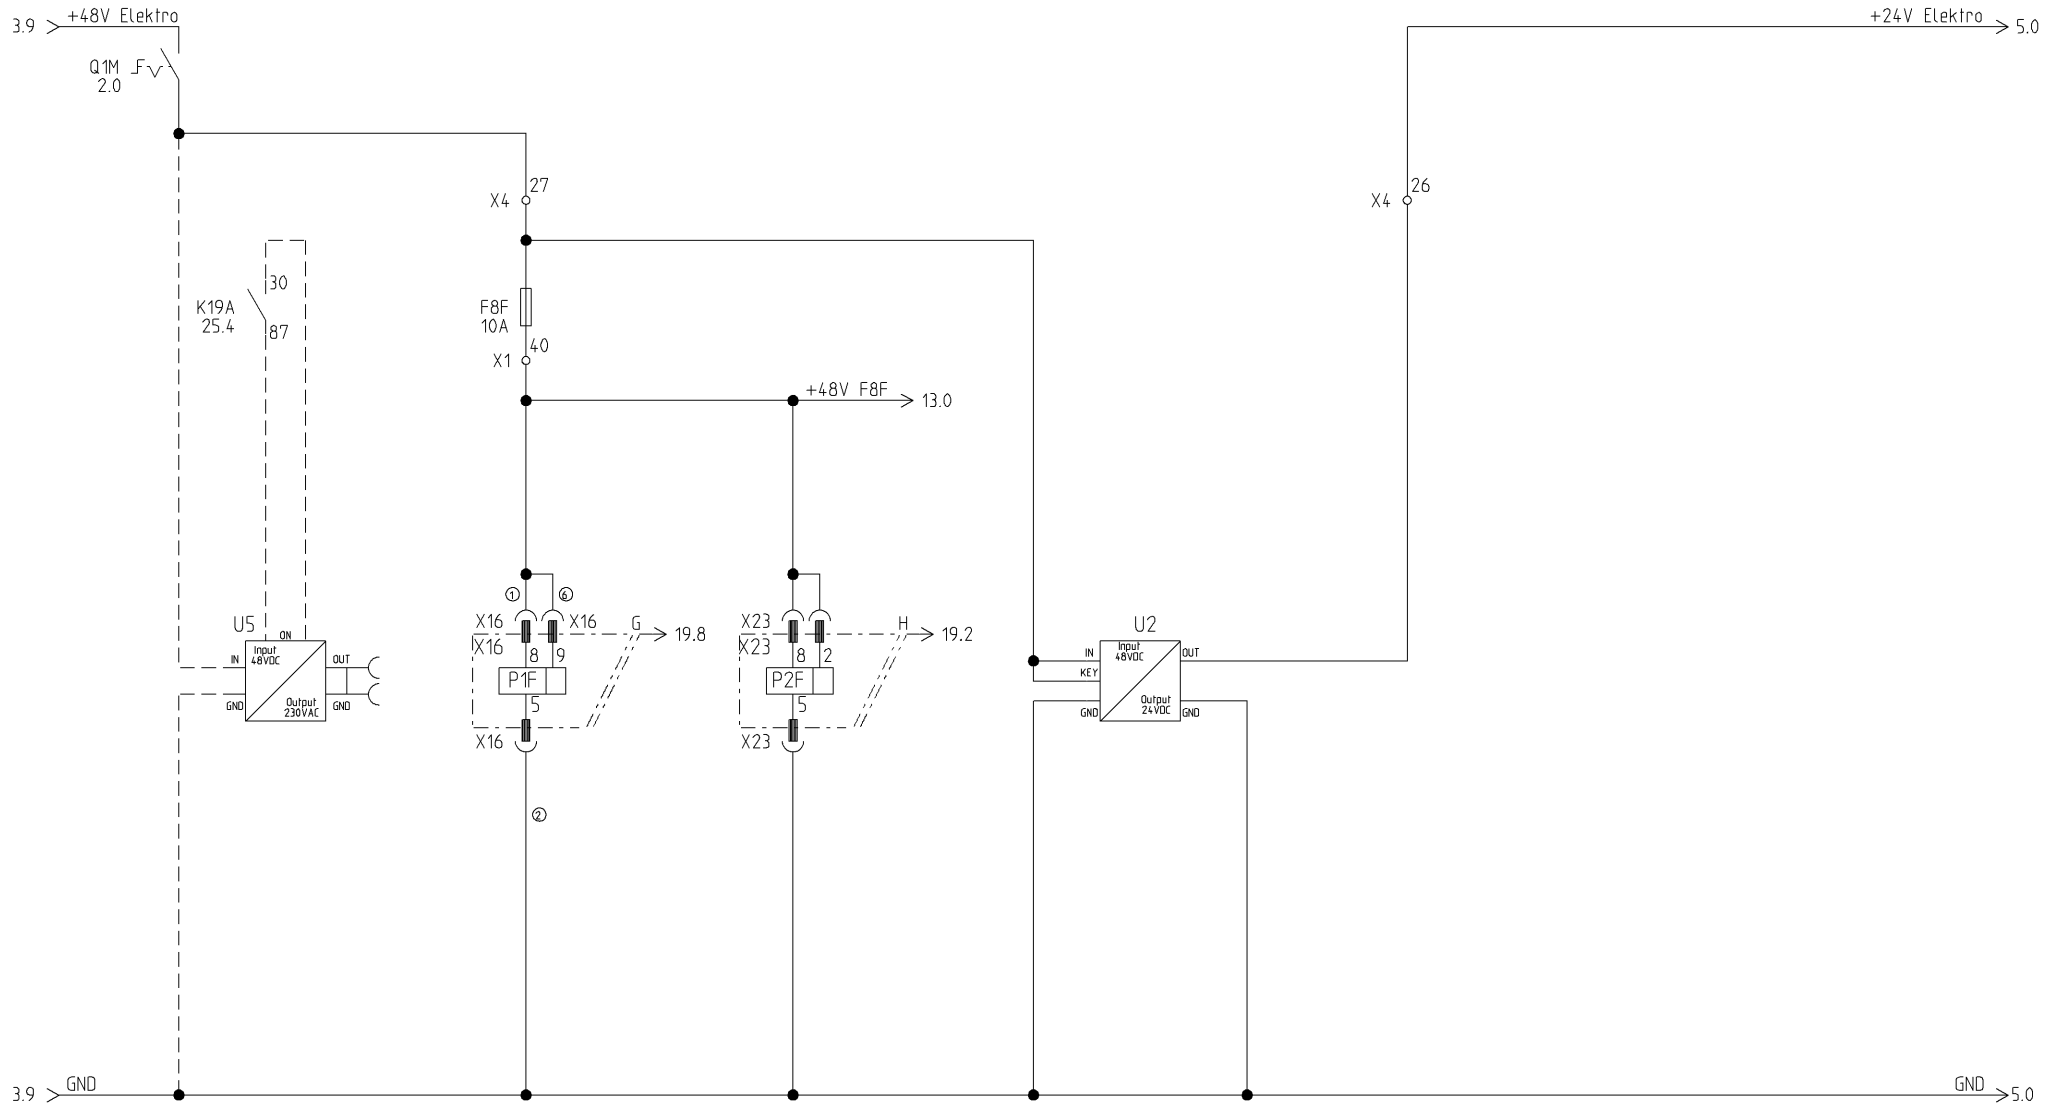 3.9
+48V Elektro
+24V Elektro
5.0
Q1M
2.0
27
X4
26
X4
30
K19A
25.4
87
F8F
10A
40
X1
+48V F8F
13.0
1
6
X16
X16
G
19.8
X23
H
19.2
X16
8
9
X23
8
2
P1F
P2F
5
5
X16
X23
2
U5
ON
IN
Input
48VDC
OUT
GND
Output
230VAC
GND
U2
IN
Input
48VDC
OUT
KEY
GND
Output
24VDC
GND
3.9
GND
GND
5.0